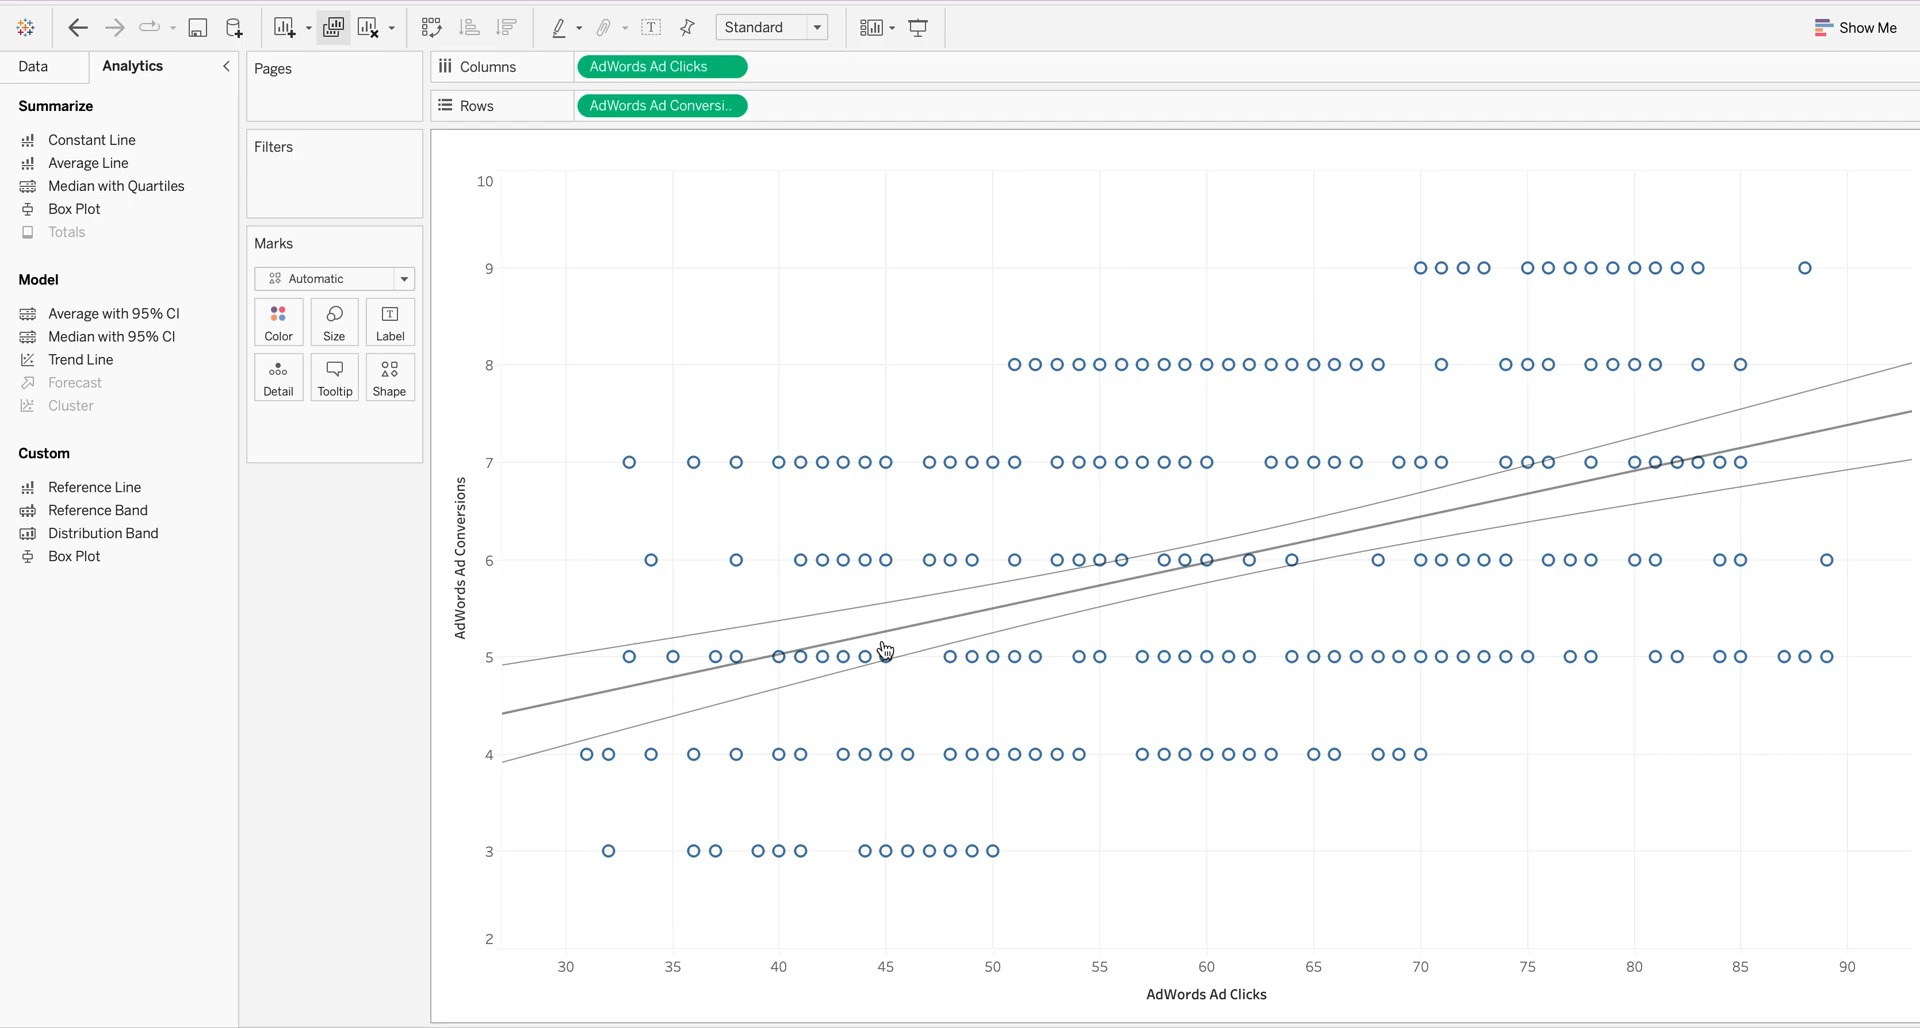 Standard
Show Me
Data
Analytics
Summarize
Constant Line
Average Line
Median with Quartiles
Box Plot
Totals
Model
Average with 95% CI
Median with 95% CI
Trend Line
Forecast
Cluster
Custom
Reference Line
Reference Band
Distribution Band
Box Plot
Pages
Filters
Marks
Automatic
Color
Size
T
Label
Detail
Tooltip
Shape
Columns
AdWords Ad Clicks
Rows
AdWords Ad Conversi..
AdWords Ad Conversions
10
9
8
7
6
5
4
3
2
30 35 40 45 50 55 60 65 70 75 80 85 90
AdWords Ad Clicks